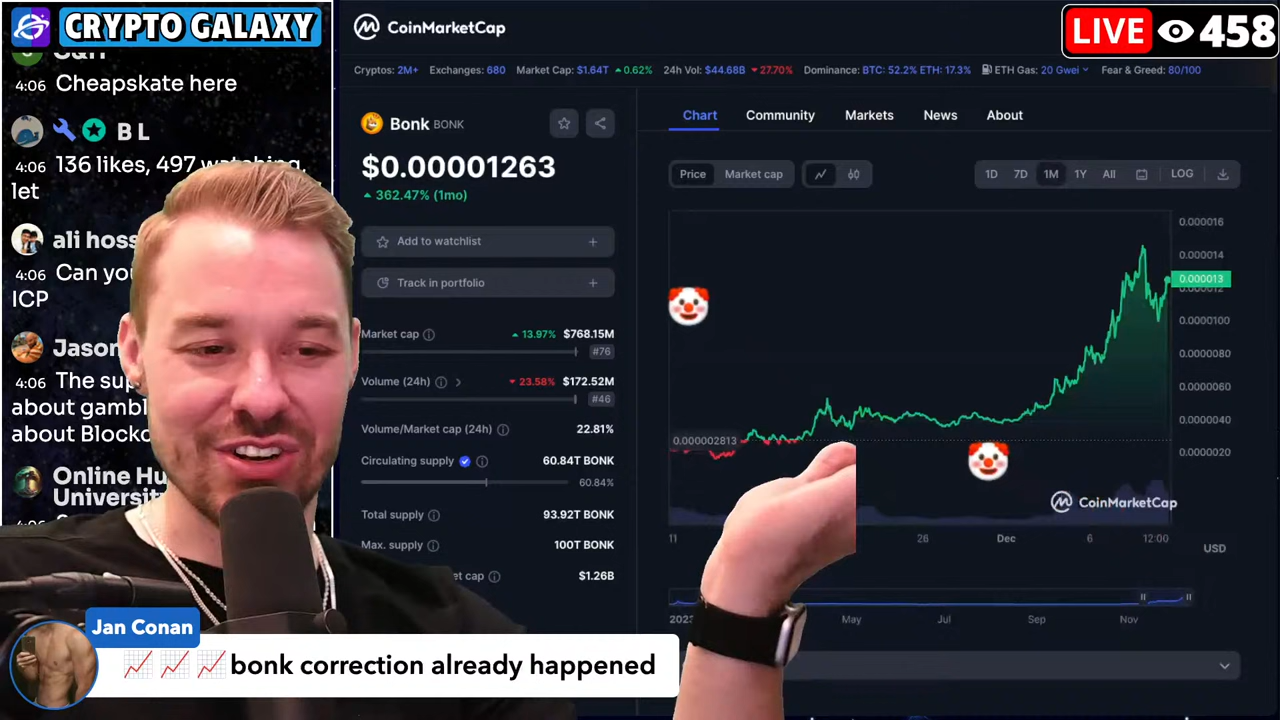 CRYPTO GALAXY
4:06 Cheapskate here
B L
4:06 136 likes, 497 watching,
let
ali hoss
4:06 Can you
ICP
Jason
4:06 The sup
about gambl
about Blockc
Online Hu
University
CoinMarketCap
LIVE 458
Cryptos: 2M+ Exchanges: 680 Market Cap: $1.64T 0.62% 24h Vol: $44.68B 27.70% Dominance: BTC: 52.2% ETH: 17.3% ETH Gas: 20 Gwei Fear & Greed: 80/100
Bonk BONK
$0.00001263
362.47% (1mo)
Add to watchlist +
Track in portfolio +
Market cap 13.97% $768.15M
#76
Volume (24h) 23.58% $172.52M
#46
Volume/Market cap (24h) 22.81%
Circulating supply 60.84T BONK
60.84%
Total supply 93.92T BONK
Max. supply 100T BONK
et cap $1.26B
Chart Community Markets News About
Price Market cap 1D 7D 1M 1Y All LOG
0.000016
0.000014
0.000013
0.000012
0.0000100
0.0000080
0.0000060
0.0000040
0.0000020
0.000002813
CoinMarketCap
11 26 Dec 6 12:00 USD
2023 May Jul Sep Nov
Jan Conan
bonk correction already happened